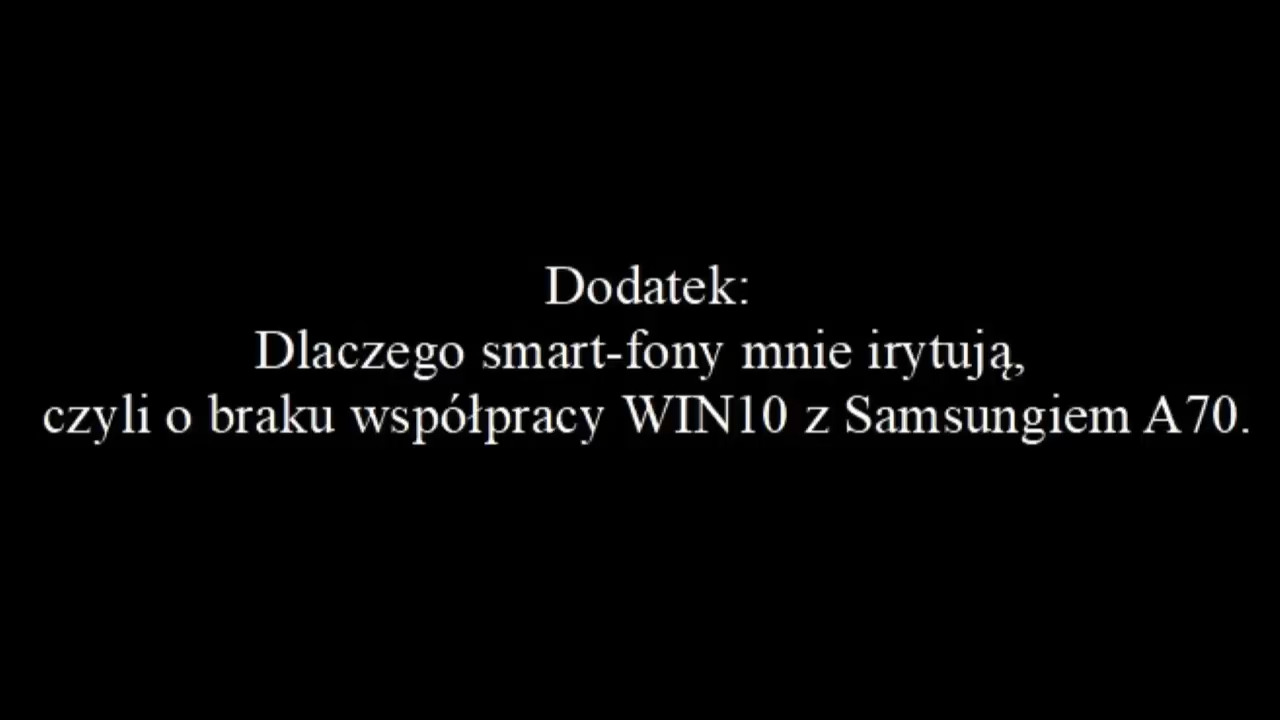 Dodatek:
Dlaczego smart-fony mnie irytują,
czyli o braku współpracy WIN10 z Samsungiem A70.